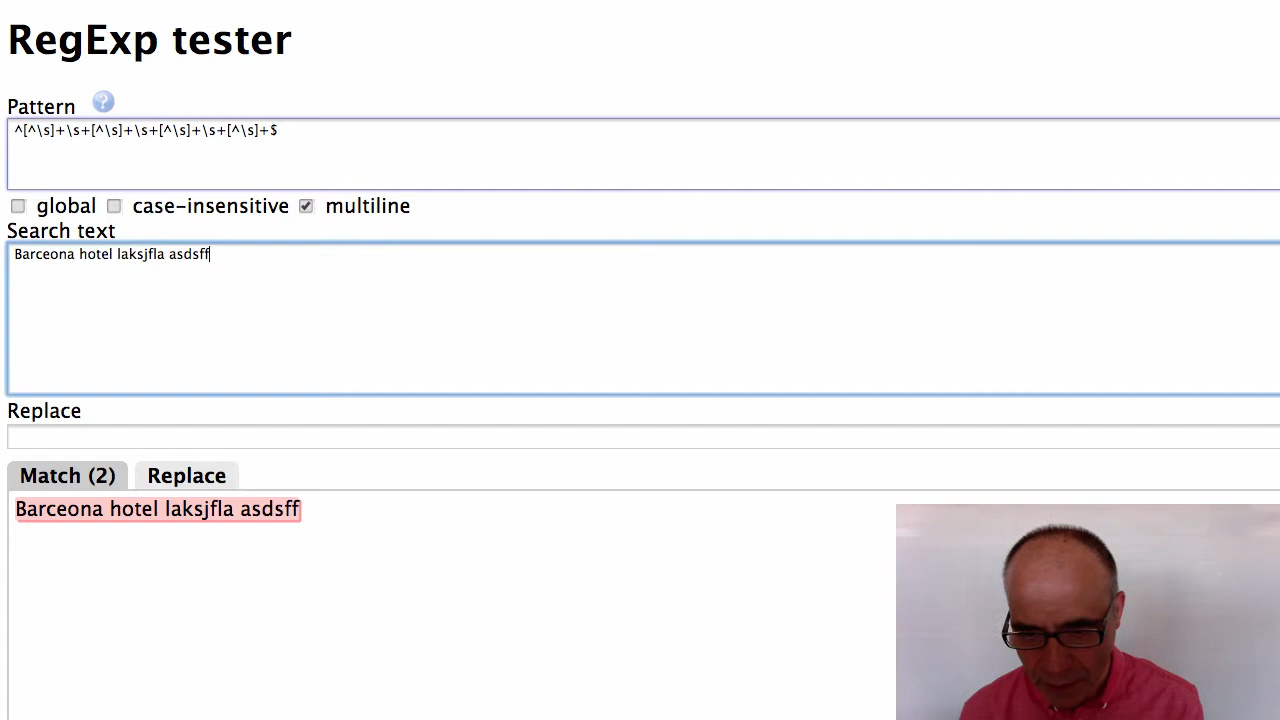 RegExp tester
Pattern ?
^[^\s]+\s+[^\s]+\s+[^\s]+\s+[^\s]+$
global case-insensitive multiline
Search text
Barceona hotel laksjfla asdsff
Replace
Match (2) Replace
Barceona hotel laksjfla asdsff